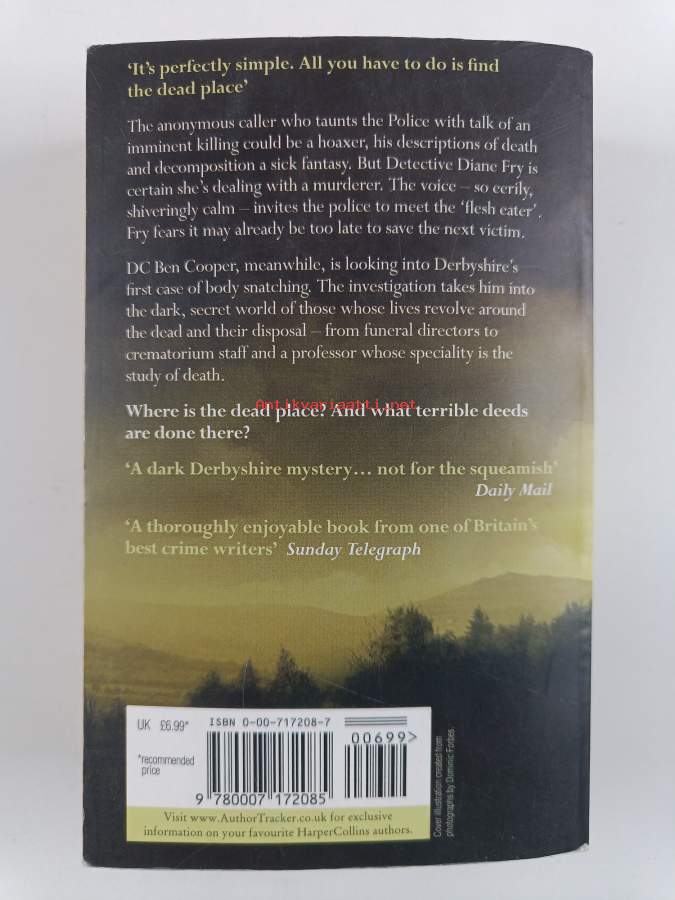 ‘It’s perfectly simple. All you have to do is find
the dead place’
The anonymous caller who taunts the Police with talk of an
imminent killing could be a hoaxer, his descriptions of death
and decomposition a sick fantasy. But Detective Diane Fry is
certain she’s dealing with a murderer. The voice – so eerily,
shiveringly calm – invites the police to meet the ‘flesh eater’.
Fry fears it may already be too late to save the next victim.
DC Ben Cooper, meanwhile, is looking into Derbyshire’s
first case of body snatching. The investigation takes him into
the dark, secret world of those whose lives revolve around
the dead and their disposal – from funeral directors to
crematorium staff and a professor whose speciality is the
study of death.
Antikvariaatti.net
Where is the dead place? And what terrible deeds
are done there?
‘A dark Derbyshire mystery… not for the squeamish’
Daily Mail
‘A thoroughly enjoyable book from one of Britain’s
best crime writers’ Sunday Telegraph
UK £6.99*
*recommended
price
ISBN 0-00-717208-7
00699>
9 780007 172085
Visit www.AuthorTracker.co.uk for exclusive
information on your favourite HarperCollins authors.
Cover illustration created from
photographs by Dominic Forbes.